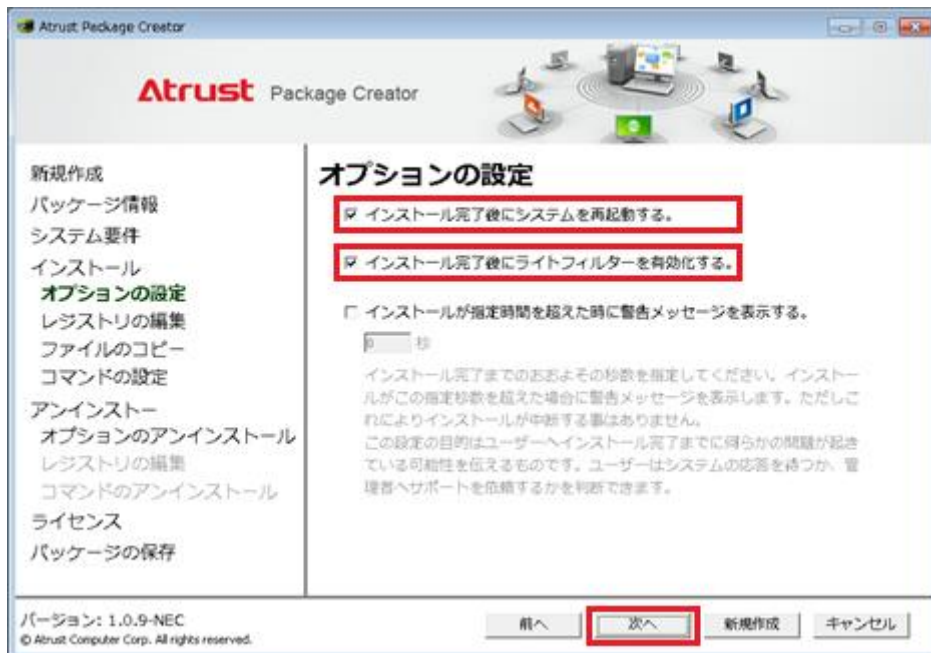 Atrust Package Creator
Atrust Package Creator
新規作成
パッケージ情報
システム要件
インストール
オプションの設定
レジストリの編集
ファイルのコピー
コマンドの設定
アンインストー
オプションのアンインストール
レジストリの編集
コマンドのアンインストール
ライセンス
パッケージの保存
オプションの設定
インストール完了後にシステムを再起動する。
インストール完了後にライトフィルターを有効化する。
インストールが指定時間を超えた時に警告メッセージを表示する。
0 秒
インストール完了までのおおよその秒数を指定してください。インストー
ルがこの指定秒数を超えた場合に警告メッセージを表示します。ただしこ
れによりインストールが中断する事はありません。
この設定の目的はユーザーへインストール完了までに何らかの問題が起き
ている可能性を伝えるものです。ユーザーはシステムの応答を待つか、管
理者へサポートを依頼するかを判断できます。
バージョン: 1.0.9-NEC
© Atrust Computer Corp. All rights reserved.
前へ 次へ 新規作成 キャンセル